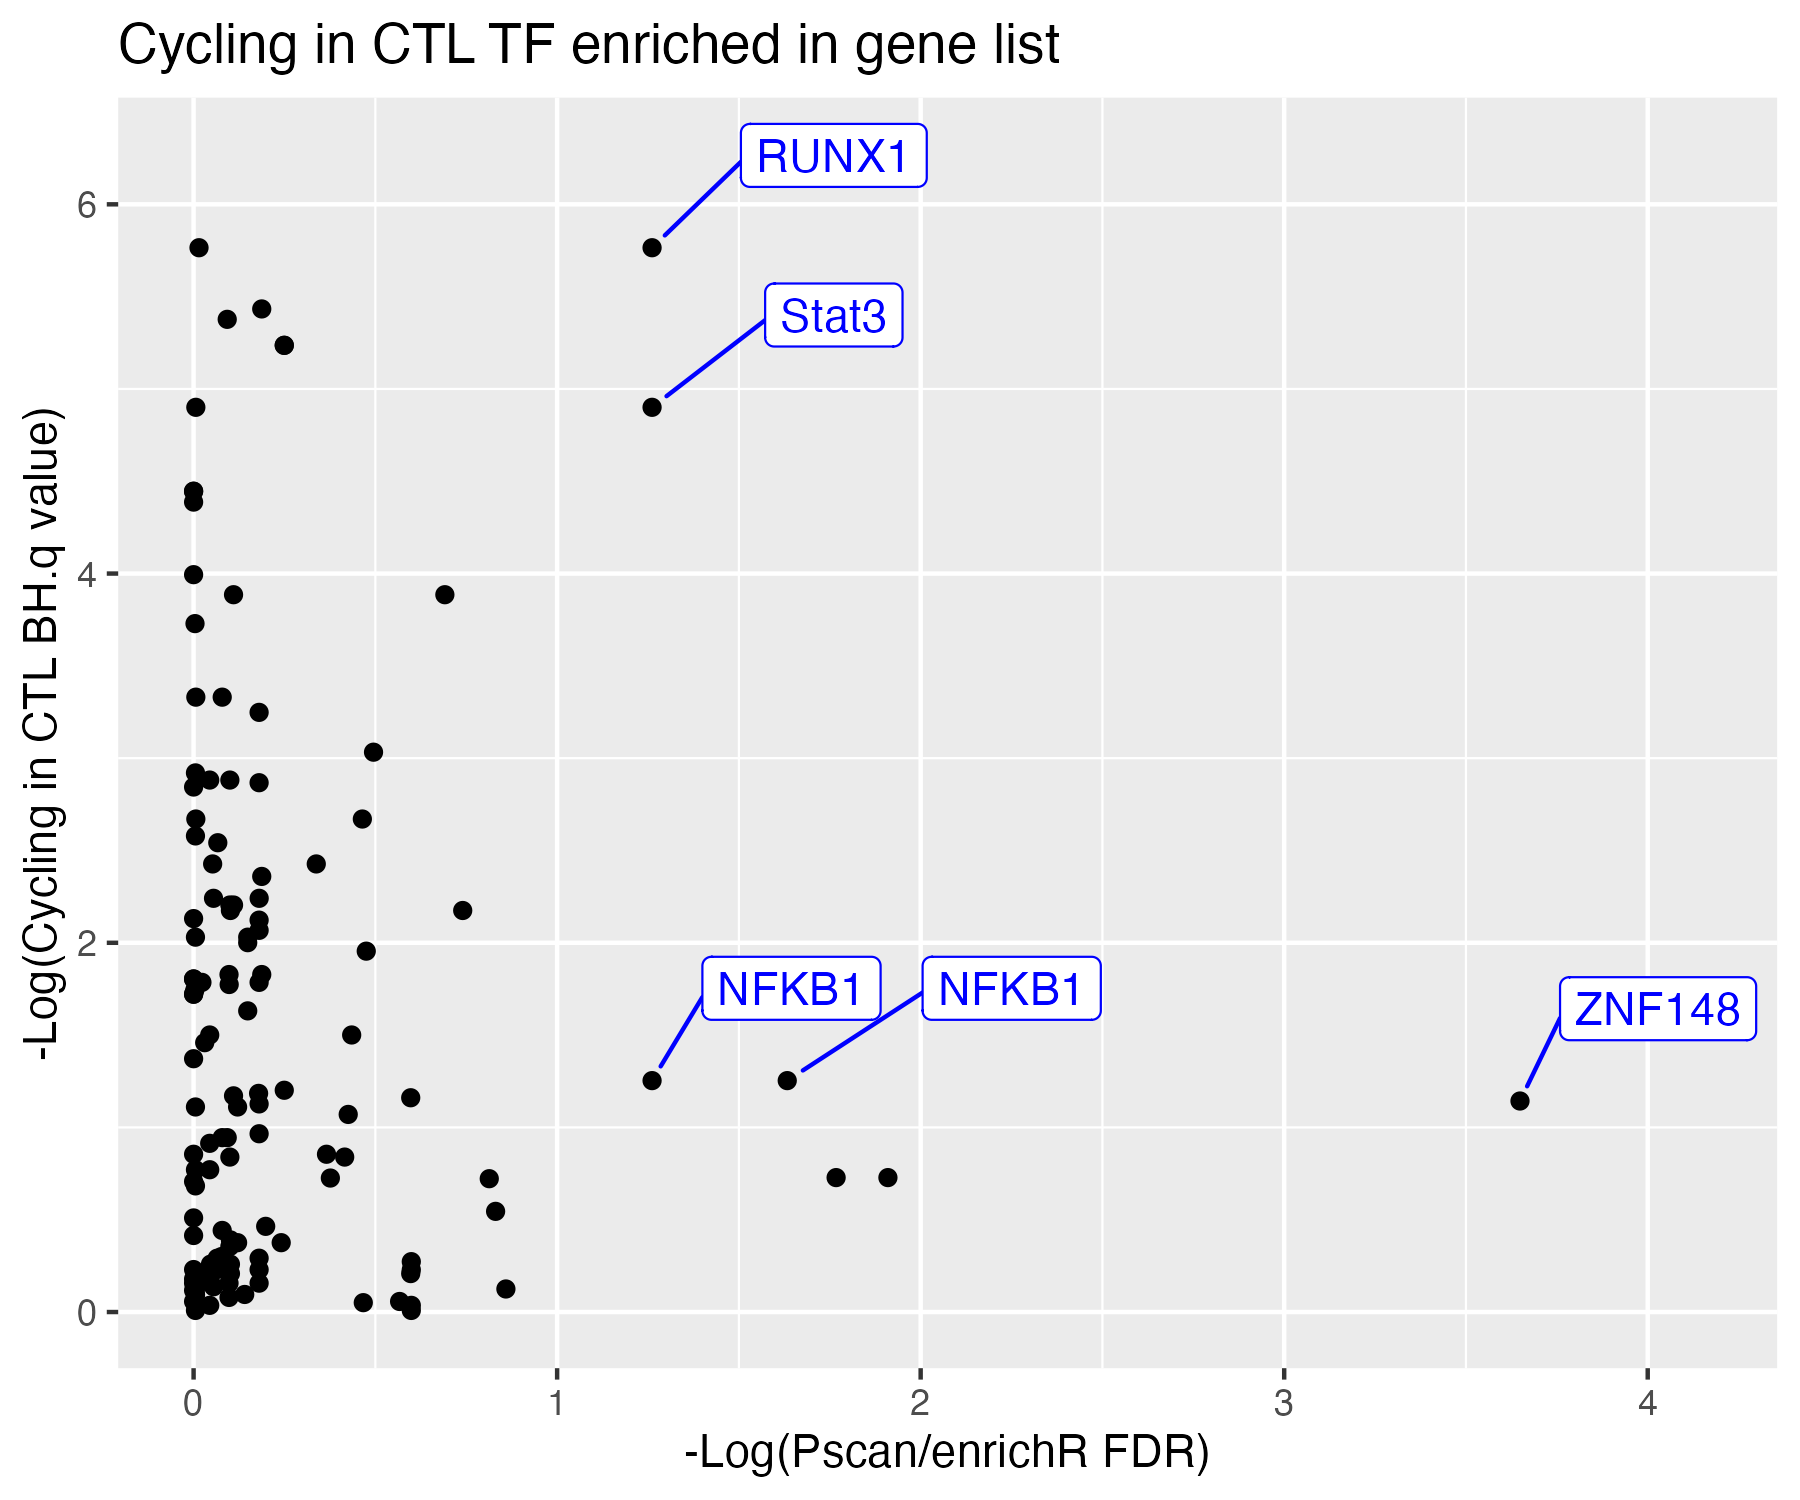 Cycling in CTL TF enriched in gene list
RUNX1
Stat3
NFKB1
NFKB1
ZNF148
6
4
2
0
0
1
2
3
4
-Log(Cycling in CTL BH.q value)
-Log(Pscan/enrichR FDR)